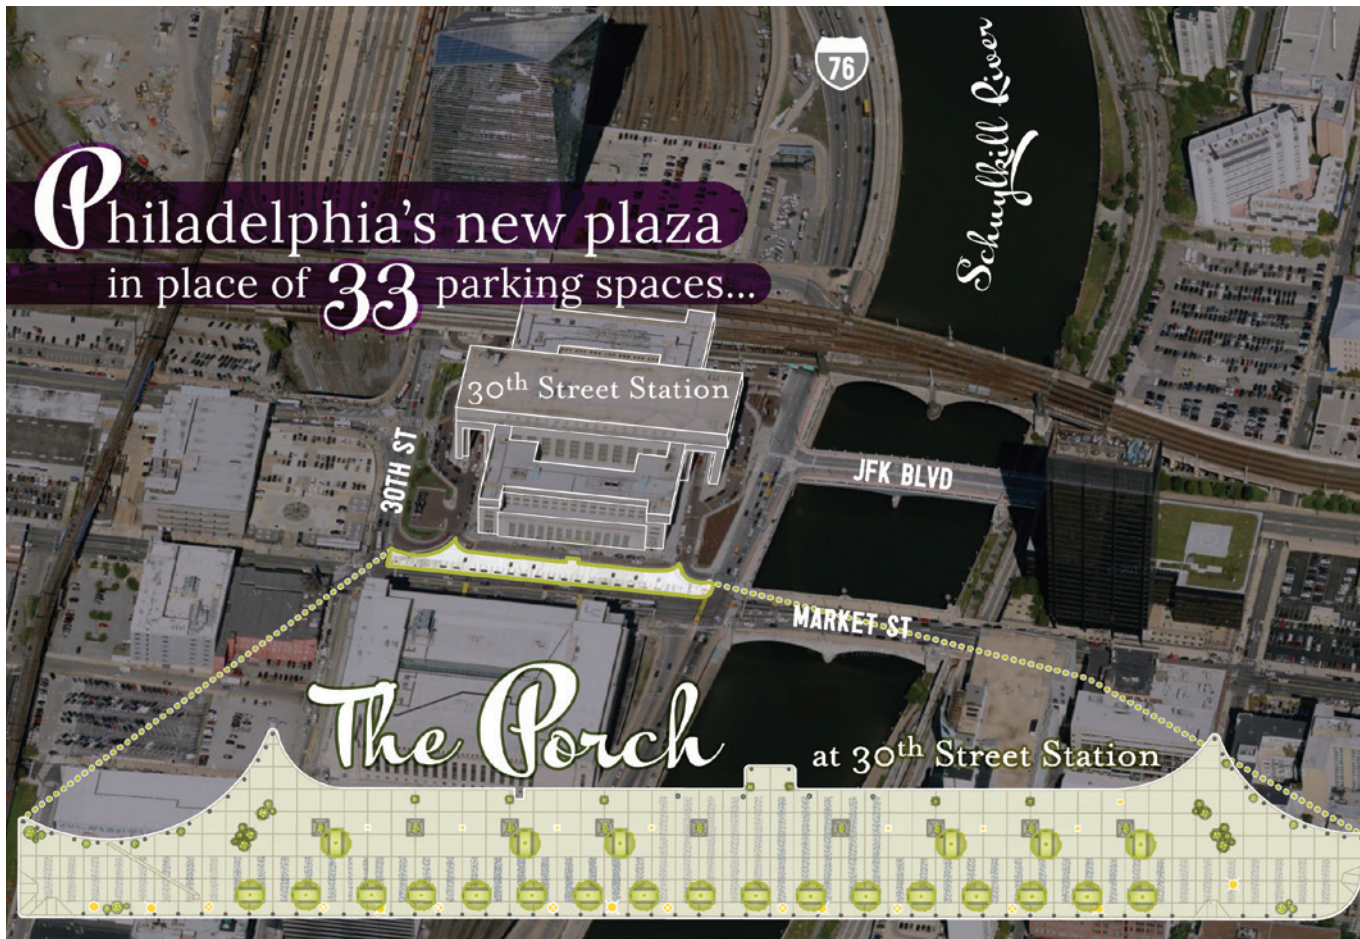 76
Schuylkill River
Philadelphia's new plaza
in place of 33 parking spaces...
30th Street Station
30TH ST
JFK BLVD
MARKET ST
The Porch
at 30th Street Station